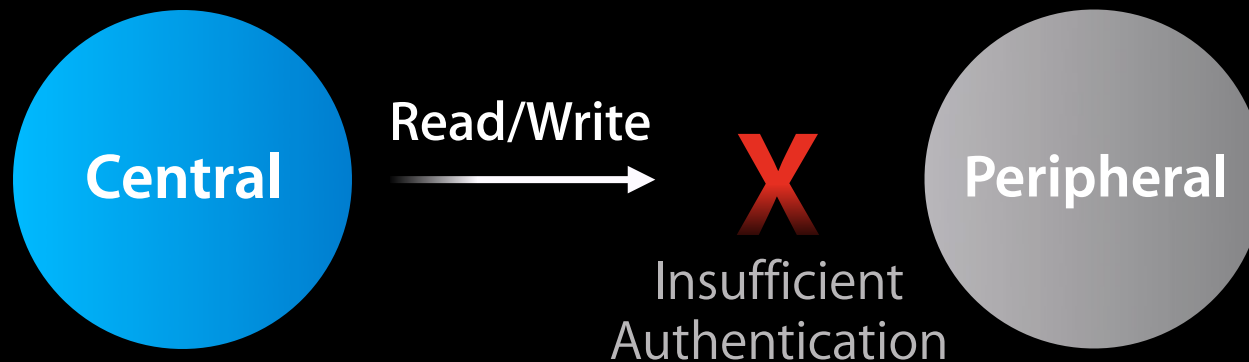 Central
Read/Write
X
Insufficient
Authentication
Peripheral